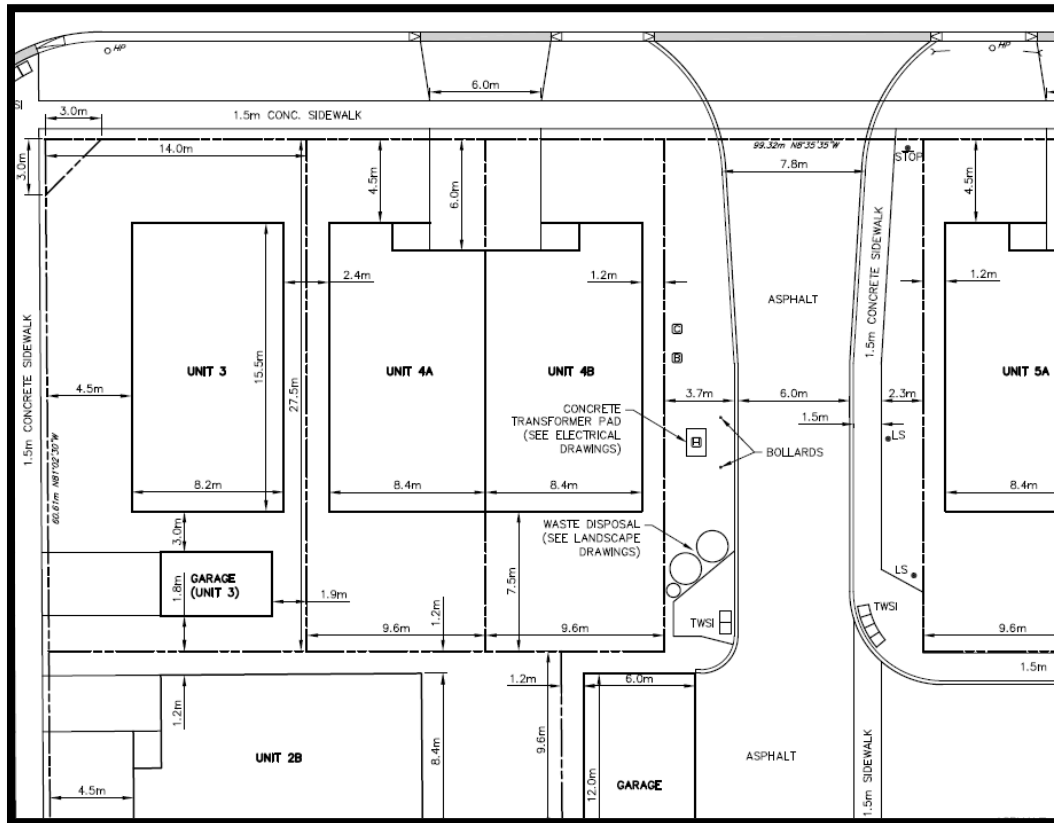 HP
HP
SI
6.0m
3.0m
1.5m CONC. SIDEWALK
3.0m
14.0m
4.5m
6.0m
99.32m N8°35'35"W
7.8m
STOP
4.5m
1.5m CONCRETE SIDEWALK
2.4m
1.2m
1.2m
ASPHALT
1.5m CONCRETE SIDEWALK
C
B
UNIT 3
15.5m
27.5m
UNIT 4A
UNIT 4B
UNIT 5A
4.5m
3.7m
6.0m
2.3m
CONCRETE
TRANSFORMER PAD
(SEE ELECTRICAL
DRAWINGS)
H
1.5m
LS
BOLLARDS
60.61m N81°02'30"W
8.2m
8.4m
8.4m
8.4m
3.0m
WASTE DISPOSAL
(SEE LANDSCAPE
DRAWINGS)
GARAGE
(UNIT 3)
1.8m
1.9m
7.5m
LS
TWSI
TWSI
1.2m
9.6m
9.6m
9.6m
1.5m
1.2m
1.2m
6.0m
UNIT 2B
8.4m
9.6m
12.0m
GARAGE
ASPHALT
1.5m SIDEWALK
4.5m